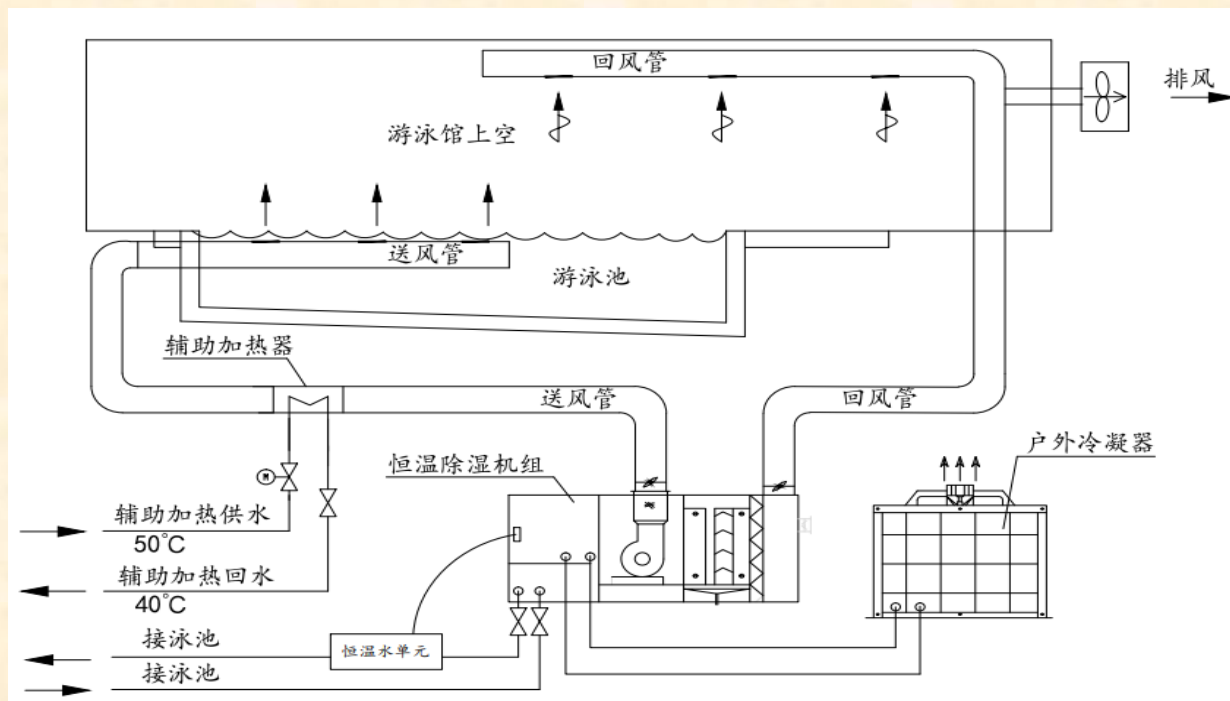 回风管
排风
游泳馆上空
送风管
游泳池
辅助加热器
送风管
回风管
户外冷凝器
恒温除湿机组
M
辅助加热供水
50°C
辅助加热回水
40°C
接泳池
恒温水单元
接泳池